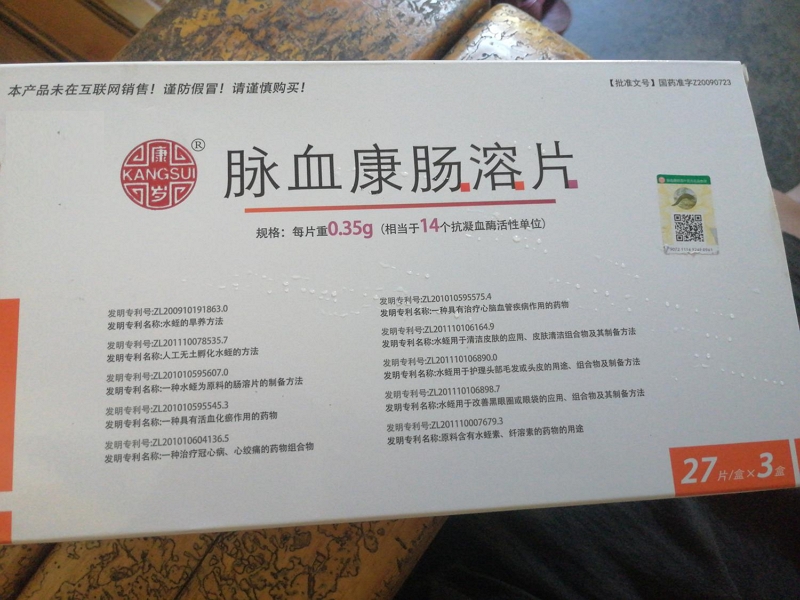 本产品未在互联网销售！谨防假冒！请谨慎购买！
【批准文号】国药准字Z20090723
康
KANGSUI
岁
®
脉血康肠溶片
规格：每片重0.35g（相当于14个抗凝血酶活性单位）
发明专利号:ZL200910191863.0
发明专利名称:水蛭的旱养方法
发明专利号:ZL201110078535.7
发明专利名称:人工无土孵化水蛭的方法
发明专利号:ZL201010595607.0
发明专利名称:一种水蛭为原料的肠溶片的制备方法
发明专利号:ZL201010595545.3
发明专利名称:一种具有活血化瘀作用的药物
发明专利号:ZL201010604136.5
发明专利名称:一种治疗冠心病、心绞痛的药物组合物
发明专利号:ZL201010595575.4
发明专利名称:一种具有治疗心脑血管疾病作用的药物
发明专利号:ZL201110106164.9
发明专利名称:水蛭用于清洁皮肤的应用、皮肤清洁组合物及其制备方法
发明专利号:ZL201110106890.0
发明专利名称:水蛭用于护理头部毛发或头皮的用途、组合物及其制备方法
发明专利号:ZL201110106898.7
发明专利名称:水蛭用于改善黑眼圈或眼袋的应用、组合物及其制备方法
发明专利号:ZL201110007679.3
发明专利名称:原料含有水蛭素、纤溶素的药物的用途
27片/盒×3盒